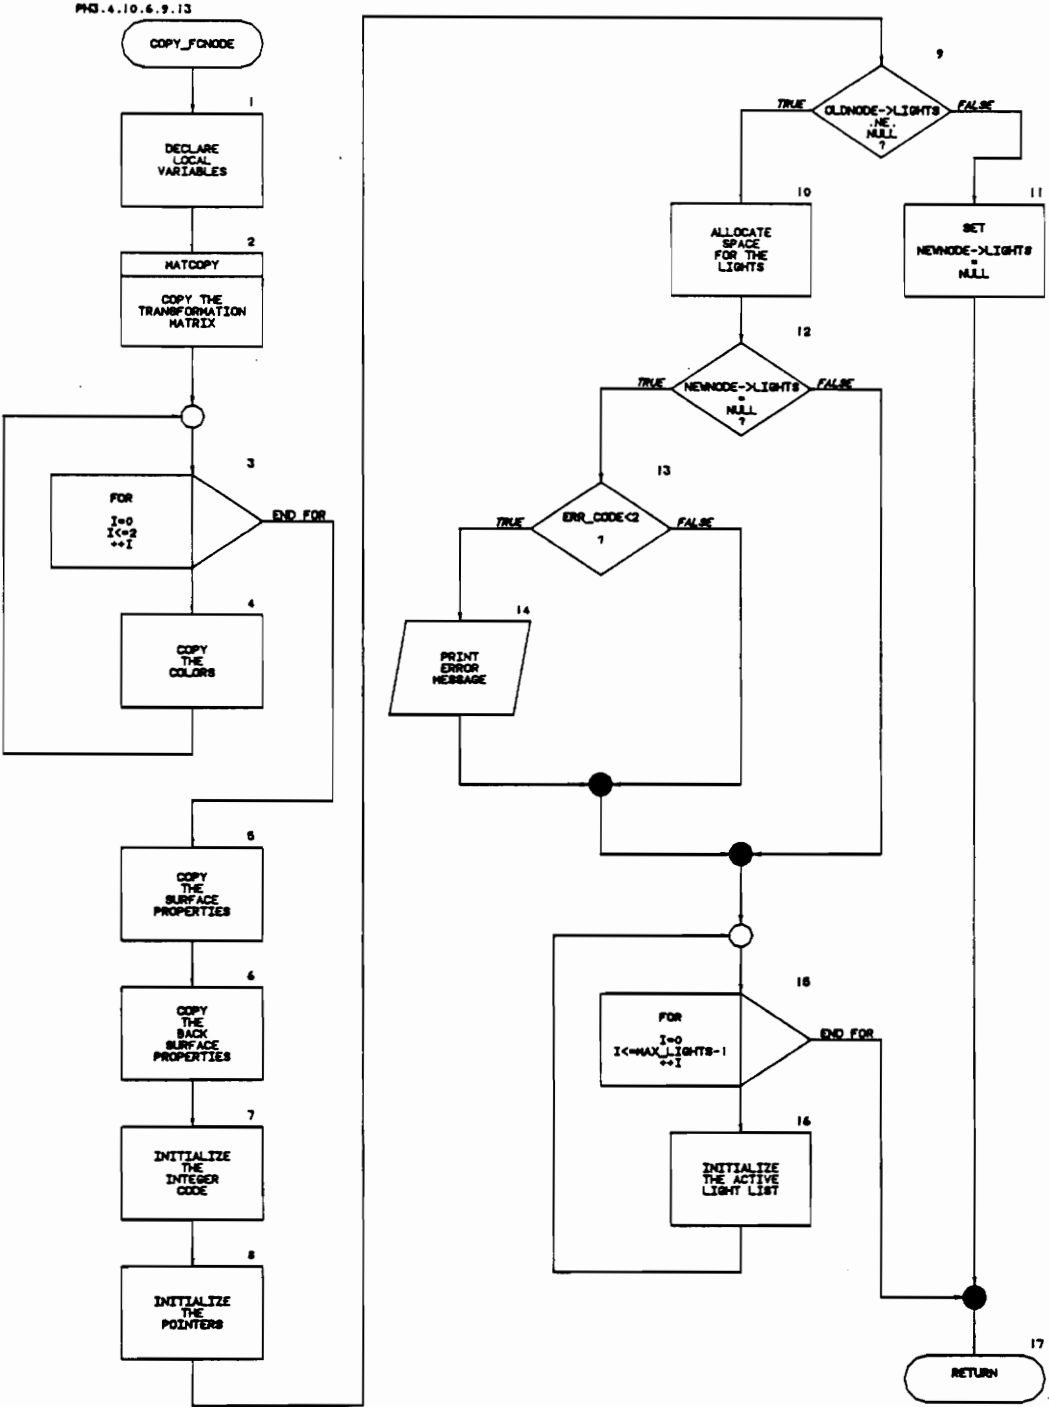 PH3.4.10.6.9.13
COPY_FCNODE
1
DECLARE
LOCAL
VARIABLES
2
MATCOPY
COPY THE
TRANSFORMATION
MATRIX
3
FOR
I=0
I<=2
++I
END FOR
4
COPY
THE
COLORS
5
COPY
THE
SURFACE
PROPERTIES
6
COPY
THE
BACK
SURFACE
PROPERTIES
7
INITIALIZE
THE
INTEGER
CODE
8
INITIALIZE
THE
POINTERS
9
TRUE
OLDNODE->LIGHTS
.NE.
NULL
?
FALSE
10
ALLOCATE
SPACE
FOR THE
LIGHTS
11
SET
NEWNODE->LIGHTS
=
NULL
12
TRUE
NEWNODE->LIGHTS
=
NULL
?
FALSE
13
TRUE
ERR_CODE<2
?
FALSE
14
PRINT
ERROR
MESSAGE
15
FOR
I=0
I<=MAX_LIGHTS-1
++I
END FOR
16
INITIALIZE
THE ACTIVE
LIGHT LIST
17
RETURN